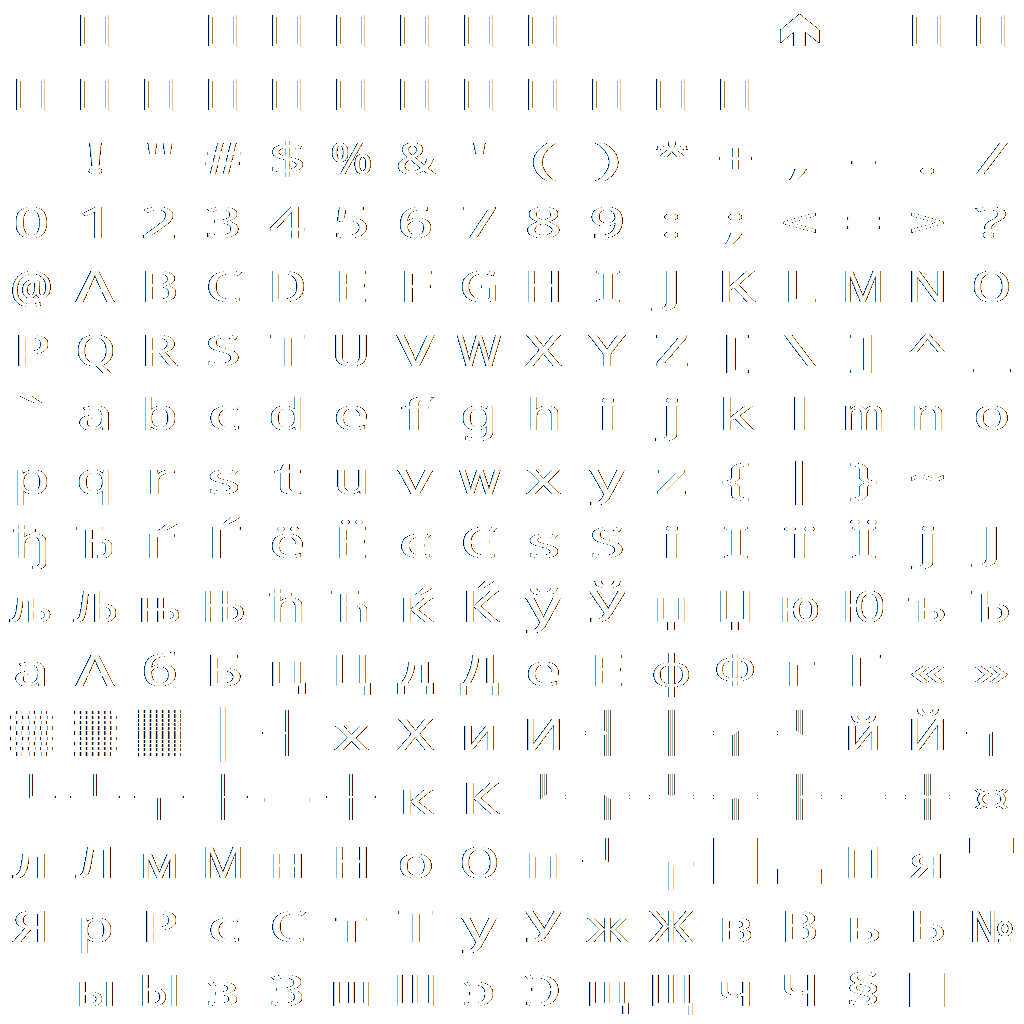 ⇑
! " # $ % & ' ( ) * + , - . /
0 1 2 3 4 5 6 7 8 9 : ; < = > ?
@ A B C D E F G H I J K L M N O
P Q R S T U V W X Y Z [ \ ] ^ _
` a b c d e f g h i j k l m n o
p q r s t u v w x y z { | } ~
ђ Ђ ѓ Ѓ ё Ё є Є ѕ Ѕ і І ї Ї ј Ј
љ Љ њ Њ ћ Ћ ќ Ќ ў Ў џ Џ ю Ю ъ Ъ
а А б Б ц Ц д Д е Е ф Ф г Г « »
░ ▒ ▓ │ ┤ х Х и И ╣ ║ ╗ ╝ й Й ┐
└ ┴ ┬ ├ ─ ┼ к К ╚ ╔ ╩ ╦ ╠ ═ ╬ ¤
л Л м М н Н о О п ┘ ┌ █ ▄ П я ▀
Я р Р с С т Т у У ж Ж в В ь Ь №
ы Ы з З ш Ш э Э щ Щ ч Ч § ■